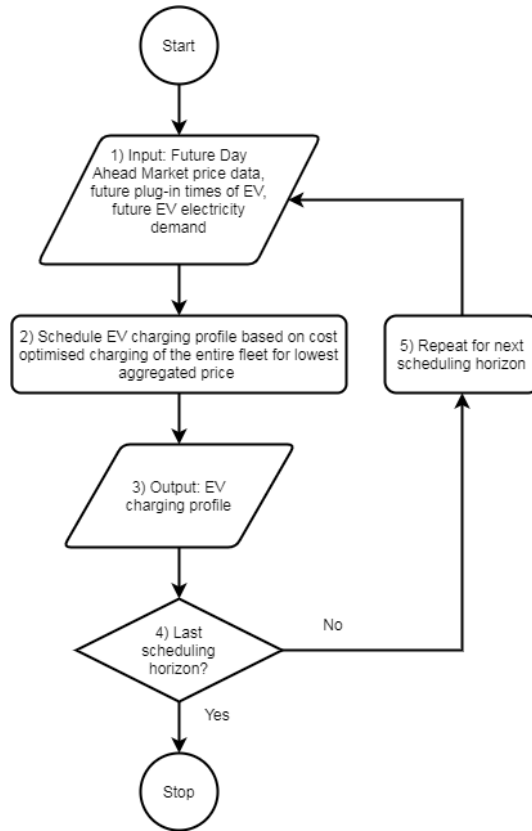 Start
1) Input: Future Day
Ahead Market price data,
future plug-in times of EV,
future EV electricity
demand
2) Schedule EV charging profile based on cost
optimised charging of the entire fleet for lowest
aggregated price
5) Repeat for next
scheduling horizon
3) Output: EV
charging profile
4) Last
scheduling
horizon?
No
Yes
Stop